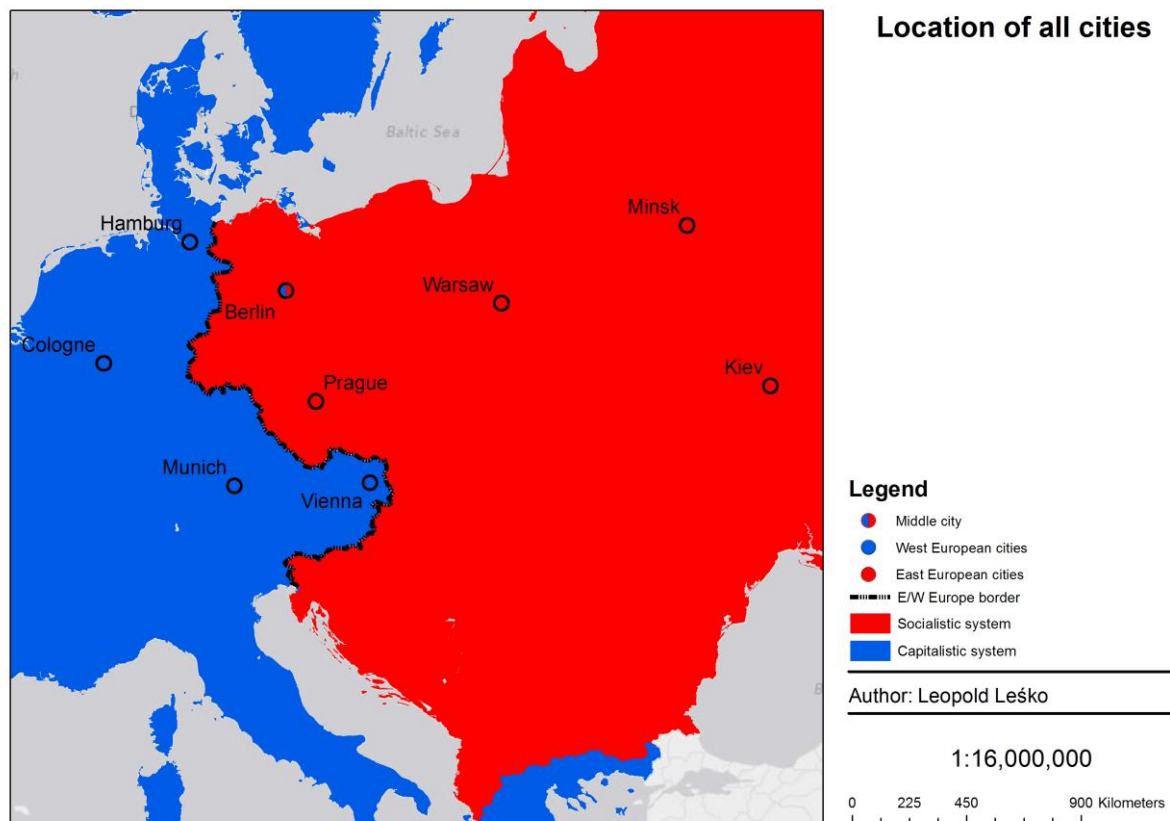 Location of all cities
Baltic Sea
Hamburg
Minsk
Berlin
Warsaw
Cologne
Prague
Kiev
Munich
Vienna
Legend
Middle city
West European cities
East European cities
E/W Europe border
Socialistic system
Capitalistic system
Author: Leopold Leśko
1:16,000,000
0 225 450 900 Kilometers